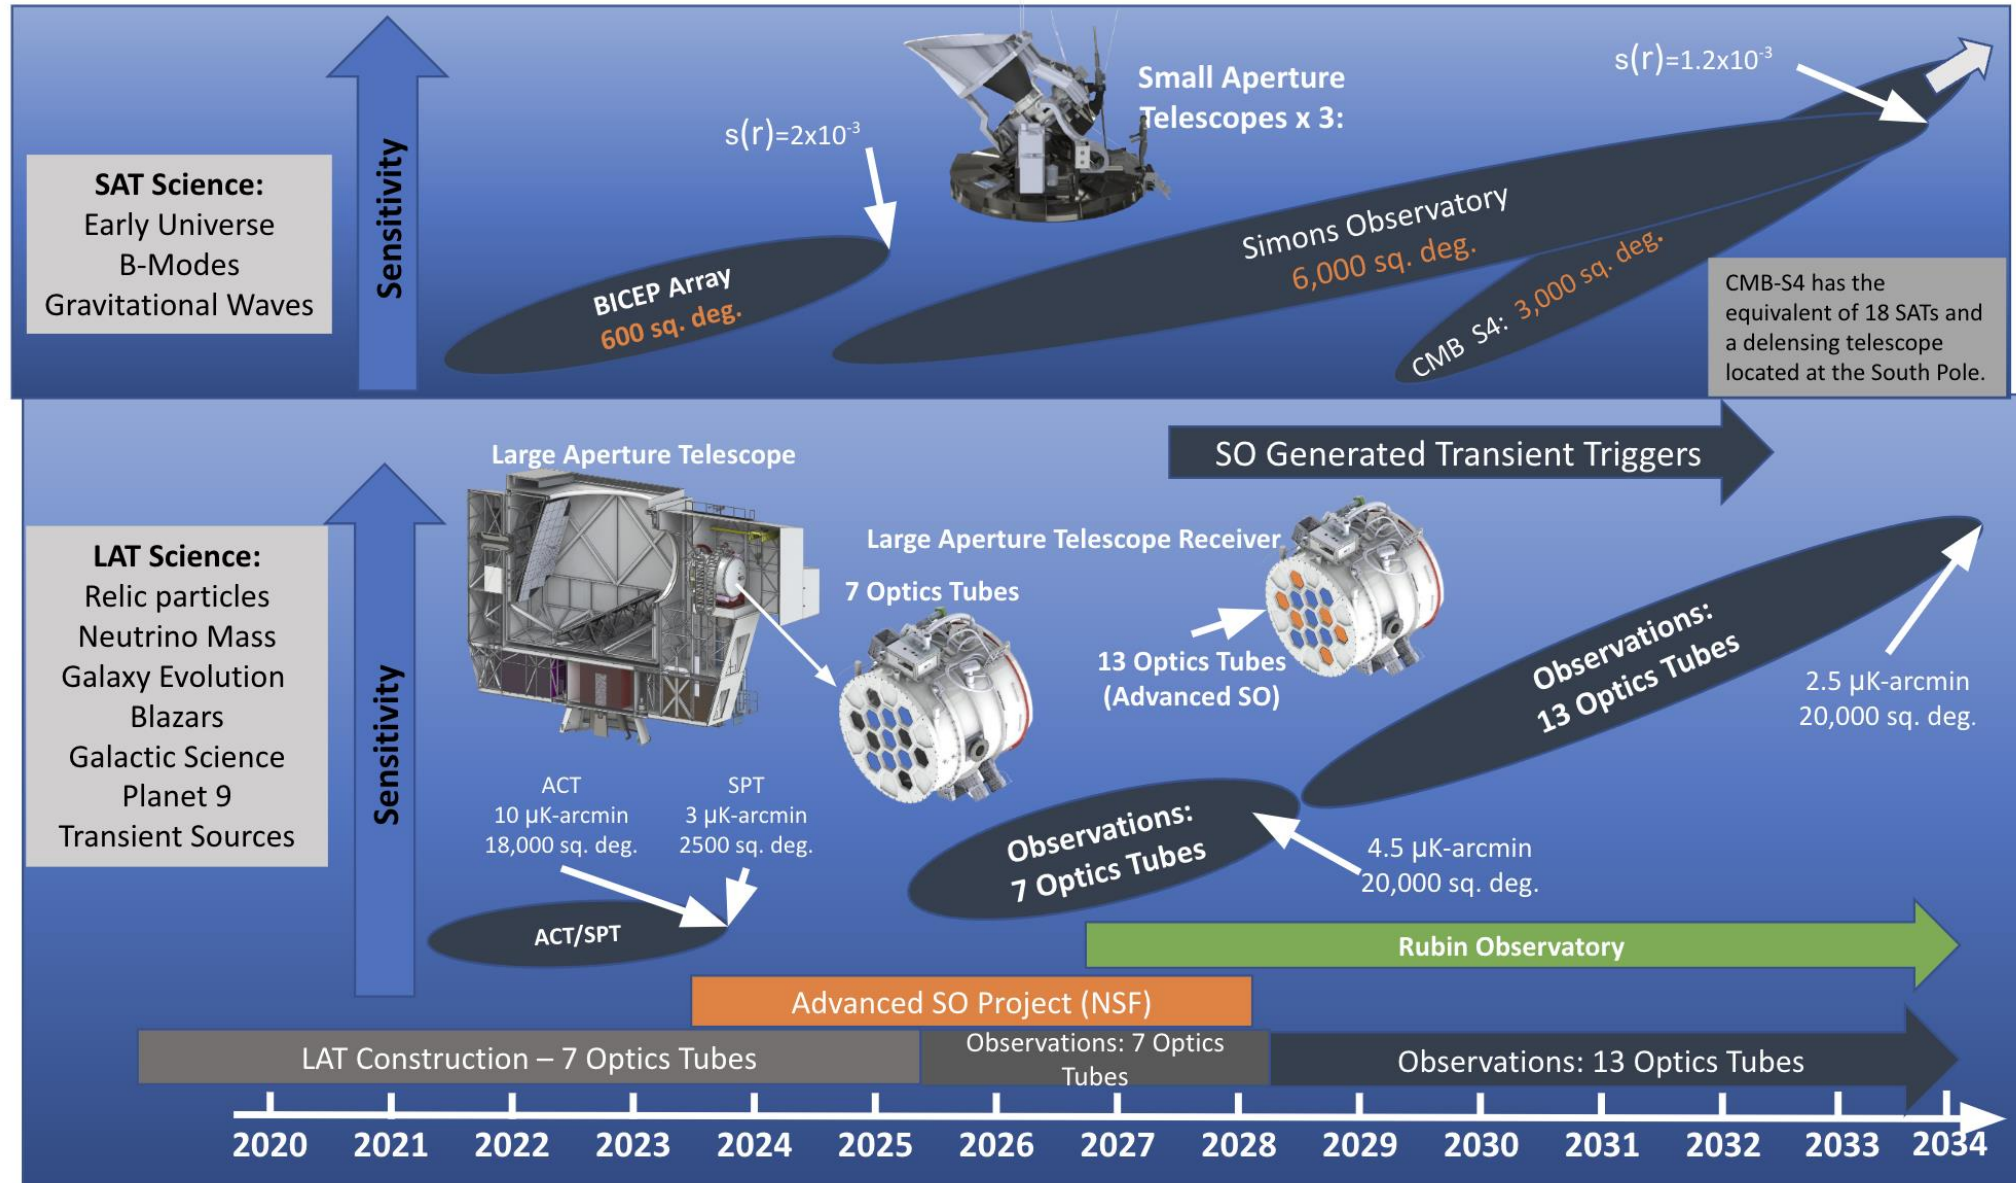 SAT Science:
Early Universe
B-Modes
Gravitational Waves
Sensitivity
s(r)=2x10⁻³
Small Aperture
Telescopes x 3:
s(r)=1.2x10⁻³
BICEP Array
600 sq. deg.
Simons Observatory
6,000 sq. deg.
CMB S4: 3,000 sq. deg.
CMB-S4 has the
equivalent of 18 SATs and
a delensing telescope
located at the South Pole.
LAT Science:
Relic particles
Neutrino Mass
Galaxy Evolution
Blazars
Galactic Science
Planet 9
Transient Sources
Sensitivity
Large Aperture Telescope
SO Generated Transient Triggers
Large Aperture Telescope Receiver
7 Optics Tubes
13 Optics Tubes
(Advanced SO)
ACT
10 μK-arcmin
18,000 sq. deg.
SPT
3 μK-arcmin
2500 sq. deg.
ACT/SPT
Observations:
7 Optics Tubes
4.5 μK-arcmin
20,000 sq. deg.
Observations:
13 Optics Tubes
2.5 μK-arcmin
20,000 sq. deg.
Rubin Observatory
Advanced SO Project (NSF)
LAT Construction – 7 Optics Tubes
Observations: 7 Optics
Tubes
Observations: 13 Optics Tubes
2020 2021 2022 2023 2024 2025 2026 2027 2028 2029 2030 2031 2032 2033 2034